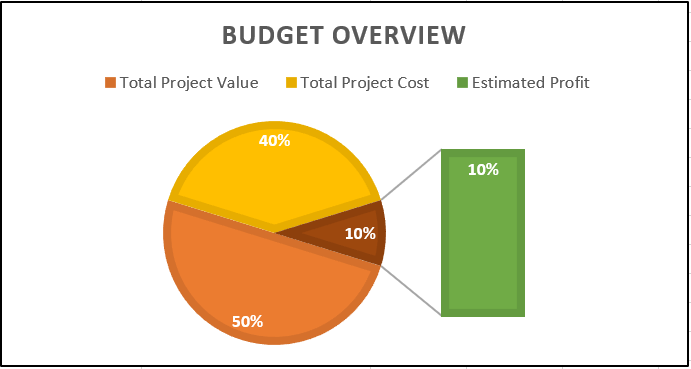 BUDGET OVERVIEW
Total Project Value Total Project Cost Estimated Profit
40%
10%
10%
50%